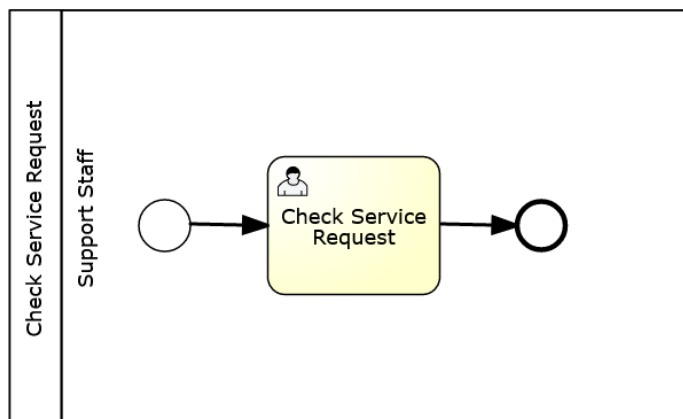 Check Service Request
Support Staff
Check Service
Request